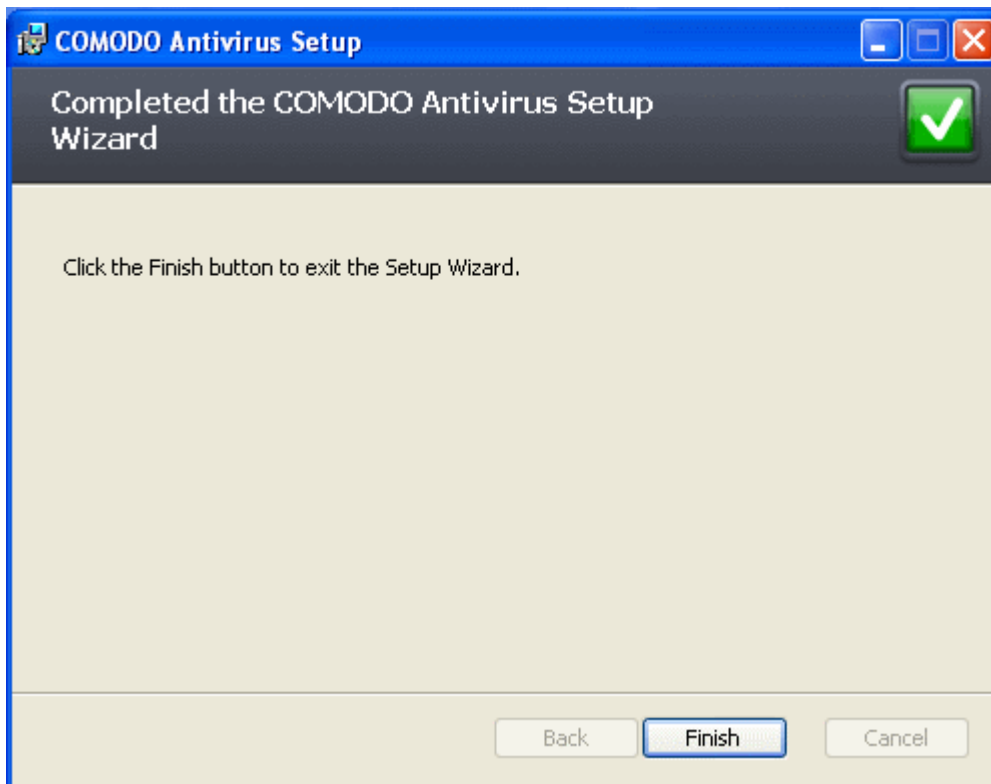 COMODO Antivirus Setup
Completed the COMODO Antivirus Setup
Wizard
Click the Finish button to exit the Setup Wizard.
Back Finish Cancel